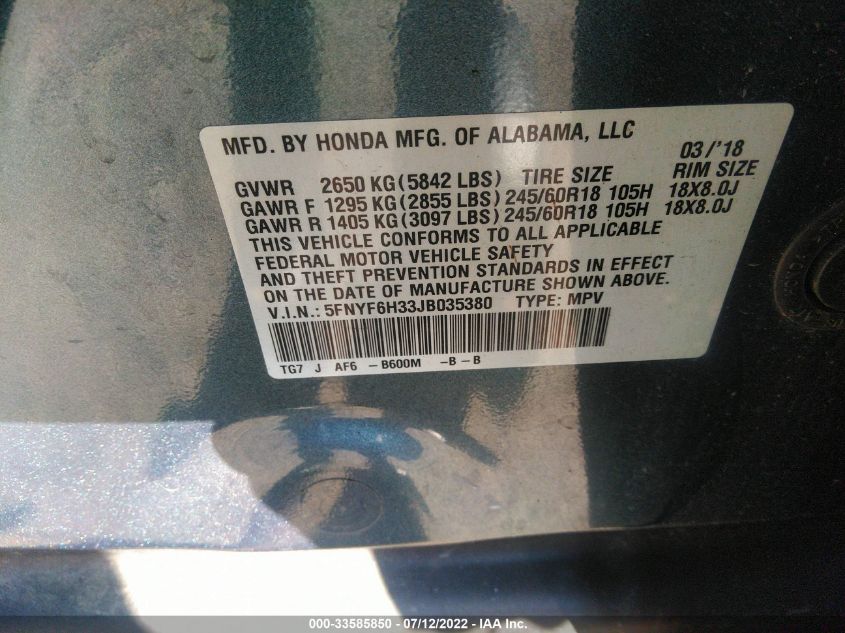 MFD. BY HONDA MFG. OF ALABAMA, LLC 03/'18
GVWR 2650 KG (5842 LBS) TIRE SIZE RIM SIZE
GAWR F 1295 KG (2855 LBS) 245/60R18 105H 18X8.0J
GAWR R 1405 KG (3097 LBS) 245/60R18 105H 18X8.0J
THIS VEHICLE CONFORMS TO ALL APPLICABLE
FEDERAL MOTOR VEHICLE SAFETY
AND THEFT PREVENTION STANDARDS IN EFFECT
ON THE DATE OF MANUFACTURE SHOWN ABOVE.
V.I.N.: 5FNYF6H33JB035380 TYPE: MPV
TG7 J AF6 - B600M -B-B
000-33585850 - 07/12/2022 - IAA Inc.